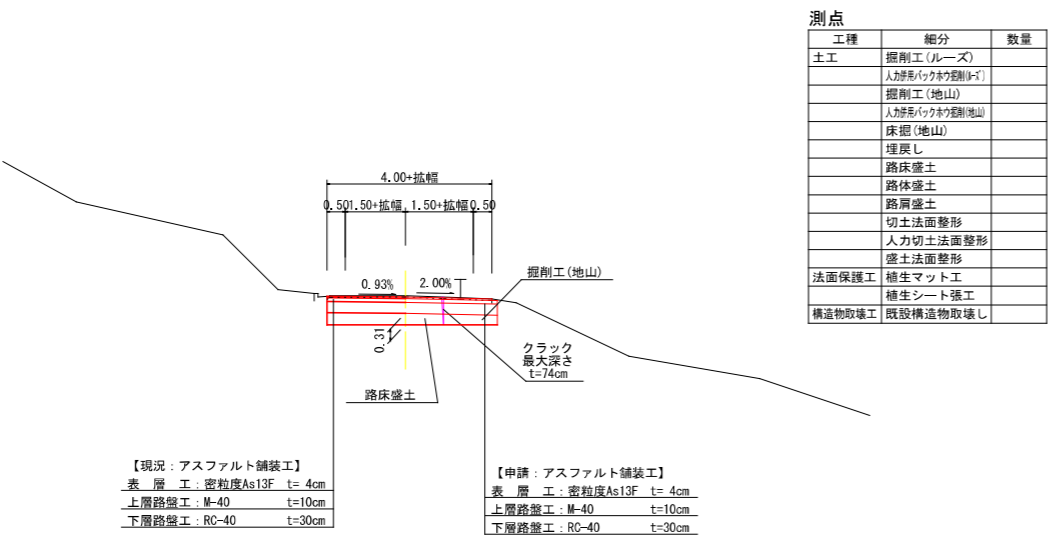 測点
工種 細分 数量
土工 掘削工(ルーズ)
人力併用バックホウ掘削(ルーズ)
掘削工(地山)
人力併用バックホウ掘削(地山)
床掘(地山)
埋戻し
路床盛土
路体盛土
路肩盛土
切土法面整形
人力切土法面整形
盛土法面整形
法面保護工 植生マット工
植生シート張工
構造物取壊工 既設構造物取壊し
4.00+拡幅
0.50 1.50+拡幅 1.50+拡幅 0.50
0.93% 2.00%
掘削工(地山)
0.31
クラック
最大深さ
t=74cm
路床盛土
【現況:アスファルト舗装工】
表 層 工:密粒度As13F t= 4cm
上層路盤工:M-40 t=10cm
下層路盤工:RC-40 t=30cm
【申請:アスファルト舗装工】
表 層 工:密粒度As13F t= 4cm
上層路盤工:M-40 t=10cm
下層路盤工:RC-40 t=30cm